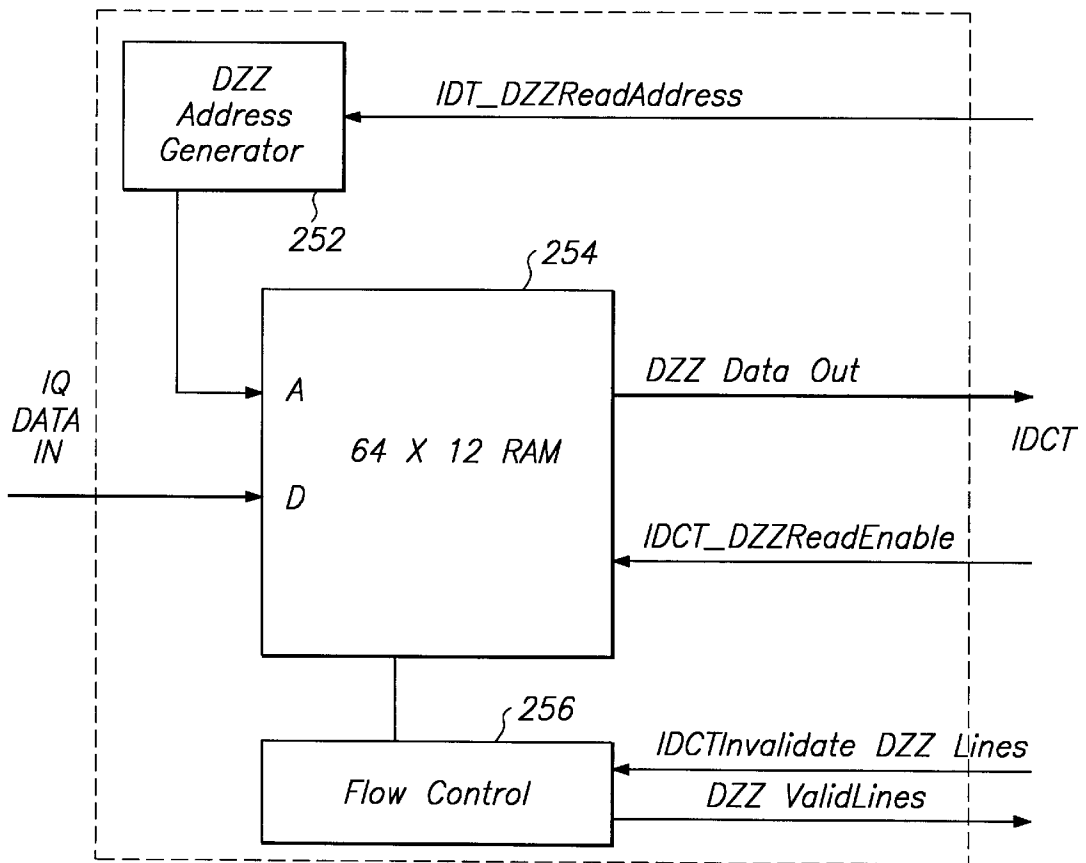 DZZ
Address
Generator
IDT_DZZReadAddress
252
254
A
DZZ Data Out
IQ
DATA
IN
64 X 12 RAM
IDCT
D
IDCT_DZZReadEnable
256
IDCTInvalidate DZZ Lines
Flow Control
DZZ ValidLines